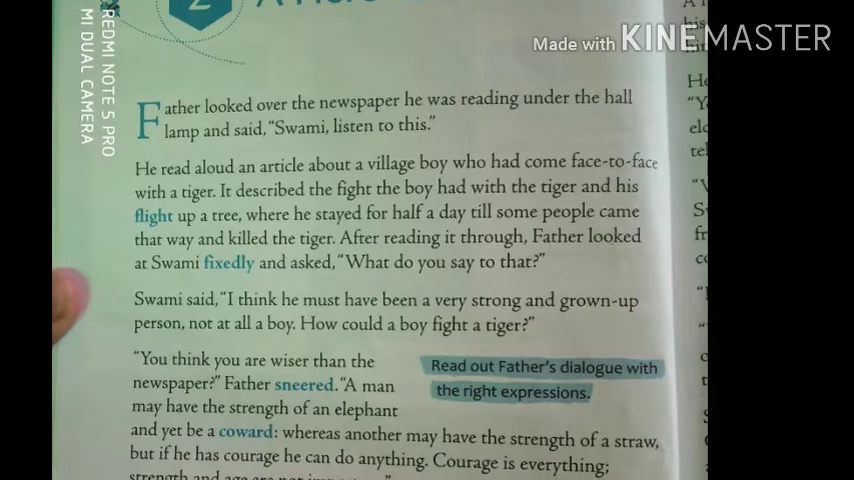 2
Made with KINEMASTER
REDMI NOTE 5 PRO
MI DUAL CAMERA
Father looked over the newspaper he was reading under the hall
lamp and said, “Swami, listen to this.”
He read aloud an article about a village boy who had come face-to-face
with a tiger. It described the fight the boy had with the tiger and his
flight up a tree, where he stayed for half a day till some people came
that way and killed the tiger. After reading it through, Father looked
at Swami fixedly and asked, “What do you say to that?”
Swami said, “I think he must have been a very strong and grown-up
person, not at all a boy. How could a boy fight a tiger?”
“You think you are wiser than the
newspaper?” Father sneered. “A man
may have the strength of an elephant
and yet be a coward: whereas another may have the strength of a straw,
but if he has courage he can do anything. Courage is everything;
strength and age are not
Read out Father’s dialogue with
the right expressions.